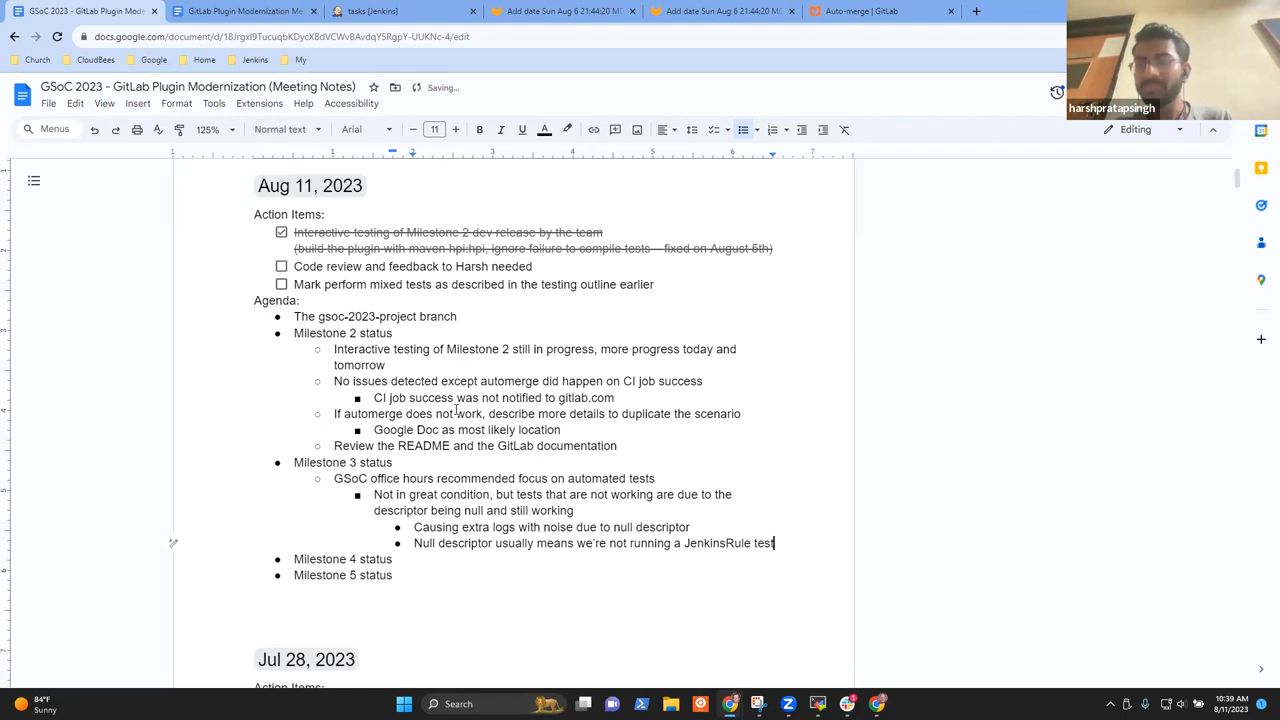 GSoC 2023 - GitLab Plugin Mod
GitLab Plugin Modernization (M
tasks [Jenkins]
Add date Sun Aug 6 21:44:20 M
Add date Sun Aug 6 21:44:20 M
Auto-merge | GitLab
Church
CloudBees
Google
Home
Jenkins
My
GSoC 2023 - GitLab Plugin Modernization (Meeting Notes)
Saving…
File Edit View Insert Format Tools Extensions Help Accessibility
harshpratapsingh
Menus
125%
Normal text
Arial
11
Editing
Aug 11, 2023
Action Items:
Interactive testing of Milestone 2 dev release by the team
(build the plugin with maven hpi:hpi, ignore failure to compile tests – fixed on August 5th)
Code review and feedback to Harsh needed
Mark perform mixed tests as described in the testing outline earlier
Agenda:
The gsoc-2023-project branch
Milestone 2 status
Interactive testing of Milestone 2 still in progress, more progress today and
tomorrow
No issues detected except automerge did happen on CI job success
CI job success was not notified to gitlab.com
If automerge does not work, describe more details to duplicate the scenario
Google Doc as most likely location
Review the README and the GitLab documentation
Milestone 3 status
GSoC office hours recommended focus on automated tests
Not in great condition, but tests that are not working are due to the
descriptor being null and still working
Causing extra logs with noise due to null descriptor
Null descriptor usually means we're not running a JenkinsRule test
Milestone 4 status
Milestone 5 status
Jul 28, 2023
Action Items:
84°F
Sunny
Search
10:39 AM
8/11/2023